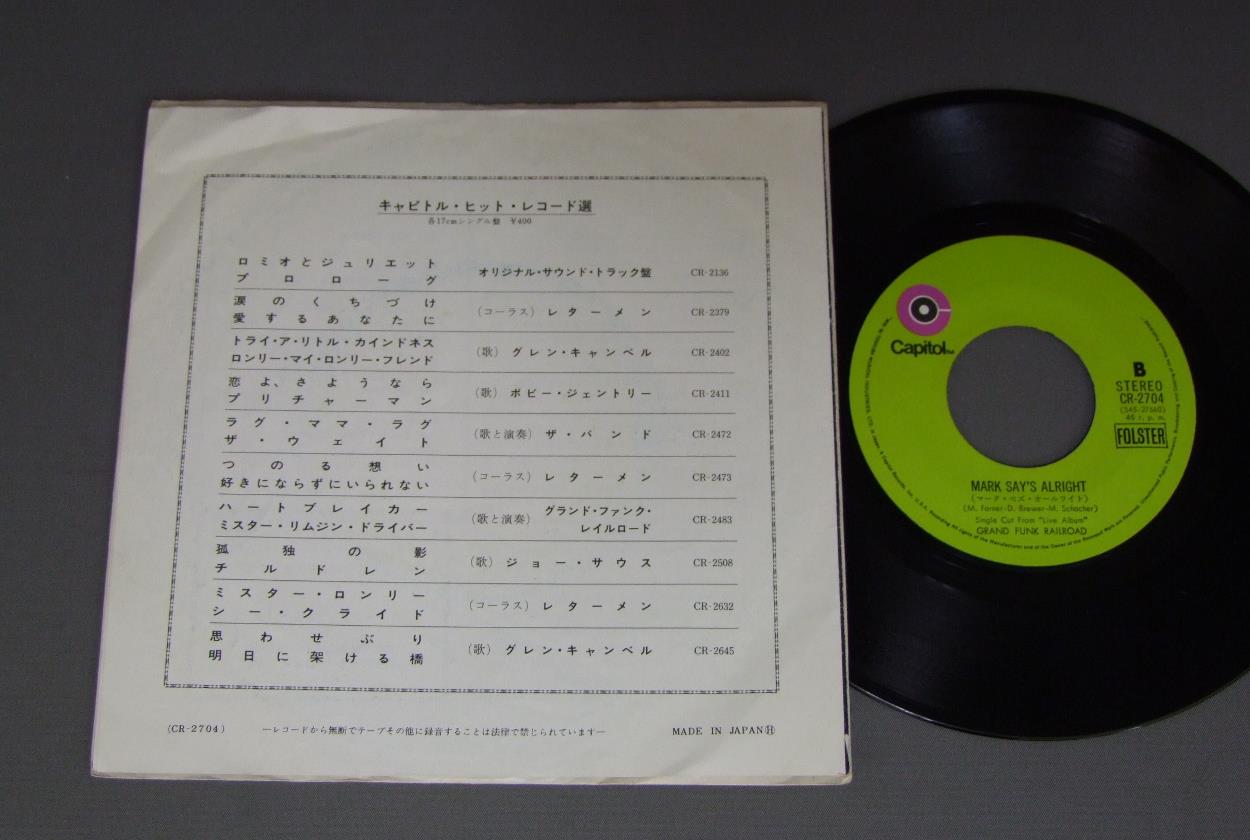 キャピトル・ヒット・レコード選
各17cmシングル盤 ¥400
ロミオとジュリエット
プロローグ
オリジナル・サウンド・トラック盤 CR-2136
涙のくちづけ
愛するあなたに
(コーラス) レターメン CR-2379
トライ・ア・リトル・カインドネス
ロンリー・マイ・ロンリー・フレンド
(歌) グレン・キャンベル CR-2402
恋よ、さようなら
プリチャーマン
(歌) ボビー・ジェントリー CR-2411
ラグ・ママ・ラグ
ザ・ウェイト
(歌と演奏) ザ・バンド CR-2472
つのる想い
好きにならずにいられない
(コーラス) レターメン CR-2473
ハートブレイカー
ミスター・リムジン・ドライバー
(歌と演奏) グランド・ファンク・
レイルロード
CR-2483
孤独の影
チルドレン
(歌) ジョー・サウス CR-2508
ミスター・ロンリー
シー・クライド
(コーラス) レターメン CR-2632
思わせぶり
明日に架ける橋
(歌) グレン・キャンベル CR-2645
(CR-2704) —レコードから無断でテープその他に録音することは法律で禁じられています— MADE IN JAPAN Ⓗ
Capitol
B
STEREO
CR-2704
(S45-27660)
45 r. p. m.
FOLSTER
MARK SAY'S ALRIGHT
(マーク・セズ・オールライト)
(M. Farner-D. Brewer-M. Schacher)
Single Cut From "Live Album"
GRAND FUNK RAILROAD